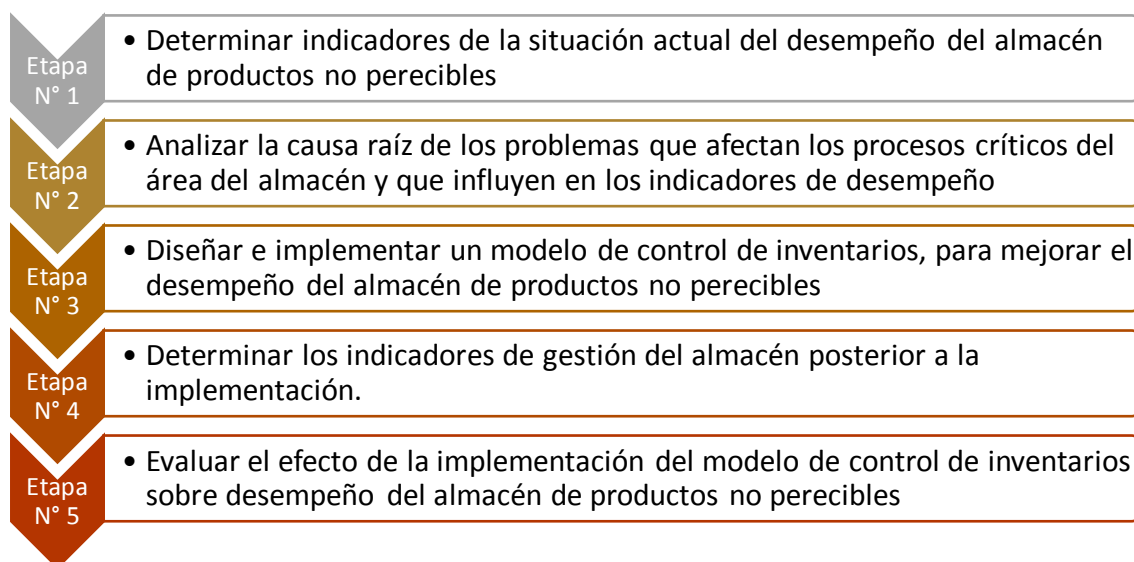 Etapa
N° 1
• Determinar indicadores de la situación actual del desempeño del almacén
de productos no perecibles
Etapa
N° 2
• Analizar la causa raíz de los problemas que afectan los procesos críticos del
área del almacén y que influyen en los indicadores de desempeño
Etapa
N° 3
• Diseñar e implementar un modelo de control de inventarios, para mejorar el
desempeño del almacén de productos no perecibles
Etapa
N° 4
• Determinar los indicadores de gestión del almacén posterior a la
implementación.
Etapa
N° 5
• Evaluar el efecto de la implementación del modelo de control de inventarios
sobre desempeño del almacén de productos no perecibles